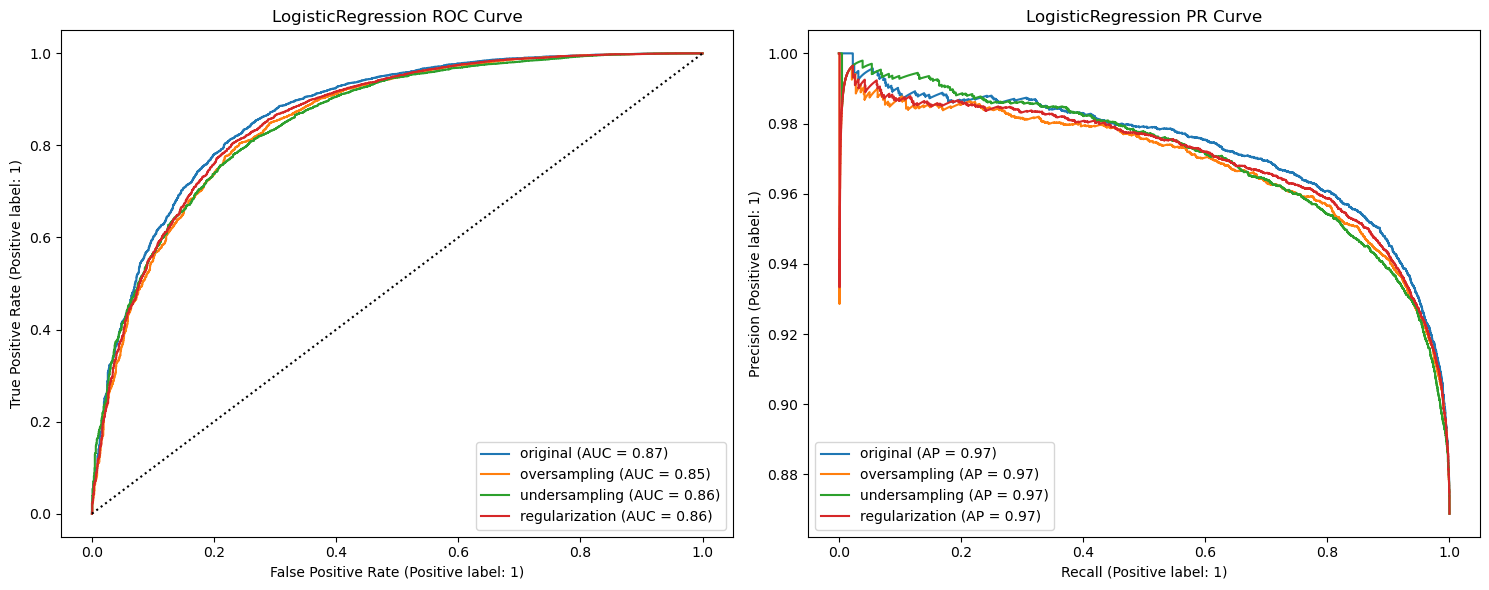 LogisticRegression ROC Curve
True Positive Rate (Positive label: 1)
1.0
0.8
0.6
0.4
0.2
0.0
original (AUC = 0.87)
oversampling (AUC = 0.85)
undersampling (AUC = 0.86)
regularization (AUC = 0.86)
0.0 0.2 0.4 0.6 0.8 1.0
False Positive Rate (Positive label: 1)
LogisticRegression PR Curve
Precision (Positive label: 1)
1.00
0.98
0.96
0.94
0.92
0.90
0.88
original (AP = 0.97)
oversampling (AP = 0.97)
undersampling (AP = 0.97)
regularization (AP = 0.97)
0.0 0.2 0.4 0.6 0.8 1.0
Recall (Positive label: 1)